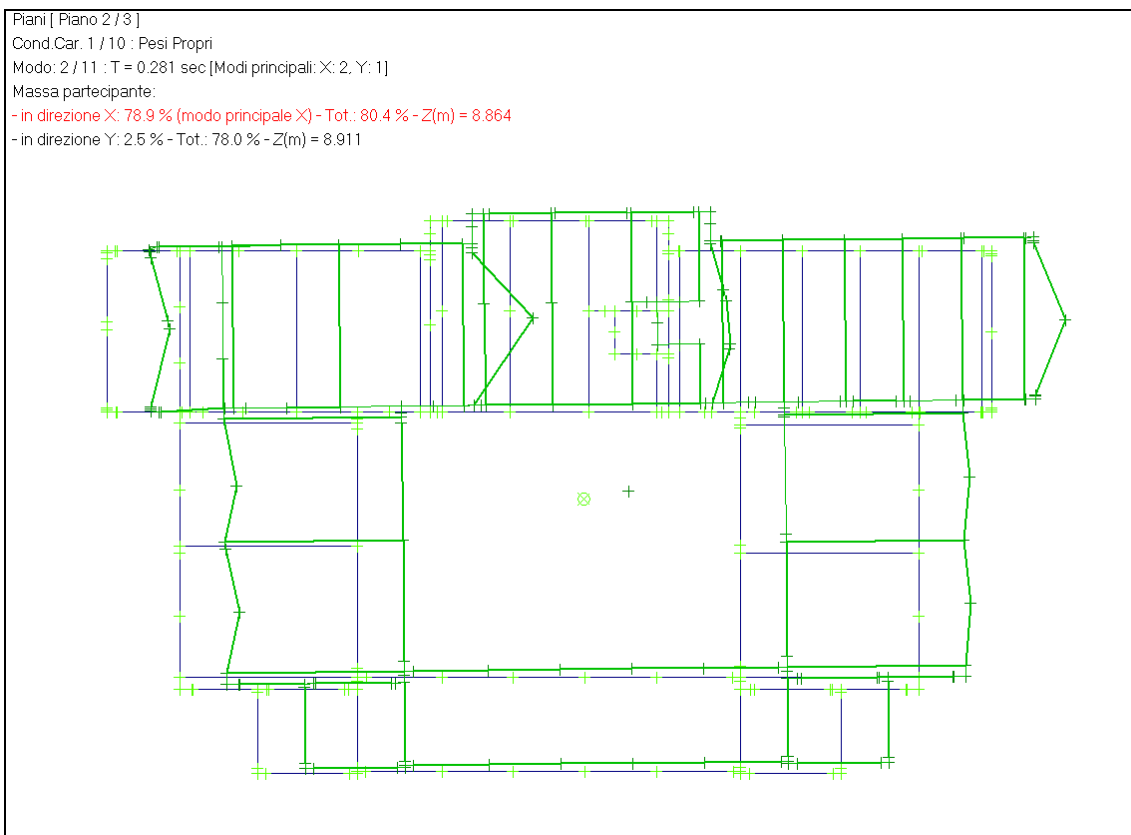 Piani [ Piano 2 / 3 ]
Cond.Car. 1 / 10 : Pesi Propri
Modo: 2 / 11 : T = 0.281 sec [Modi principali: X: 2, Y: 1]
Massa partecipante:
- in direzione X: 78.9 % (modo principale X) - Tot.: 80.4 % - Z(m) = 8.864
- in direzione Y: 2.5 % - Tot.: 78.0 % - Z(m) = 8.911